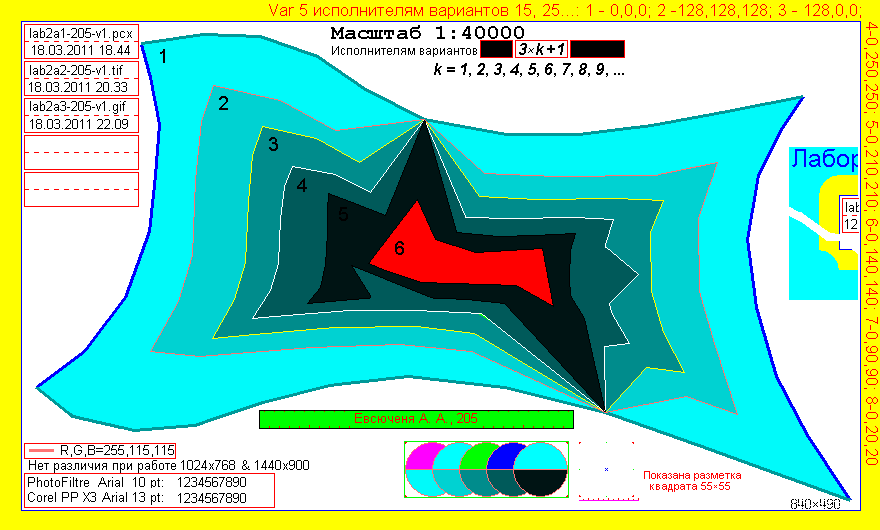 Var 5 исполнителям вариантов 15, 25...: 1 - 0,0,0; 2 -128,128,128; 3 - 128,0,0;
4-0,250,250; 5-0,210,210; 6-0,140,140; 7-0,90,90; 8-0,20,20
lab2a1-205-v1.pcx
18.03.2011 18.44
lab2a2-205-v1.tif
18.03.2011 20.33
lab2a3-205-v1.gif
18.03.2011 22.09
Масштаб 1:40000
Исполнителям вариантов 3×k+1
k = 1, 2, 3, 4, 5, 6, 7, 8, 9, ...
1
2
3
4
5
6
Лабор
lab
12
Евсюченя А. А., 205
R,G,B=255,115,115
Нет различия при работе 1024x768 & 1440x900
PhotoFiltre Arial 10 pt: 1234567890
Corel PP X3 Arial 13 pt: 1234567890
Показана разметка
квадрата 55×55
640×490